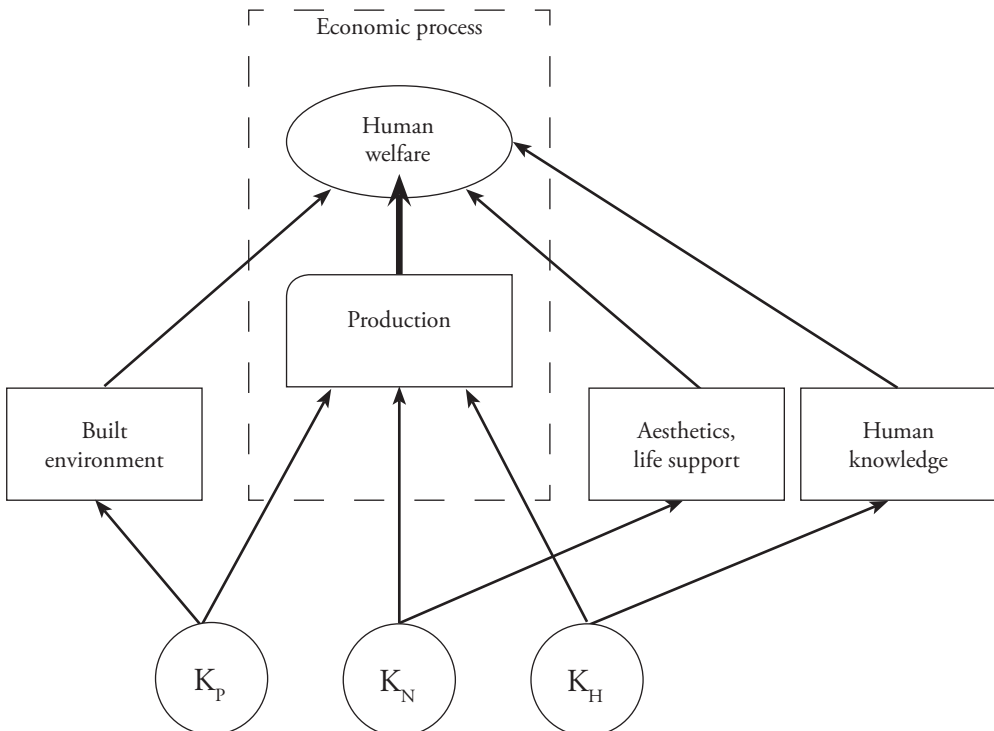 Economic process
Human
welfare
Production
Built
environment
Aesthetics,
life support
Human
knowledge
K_P
K_N
K_H